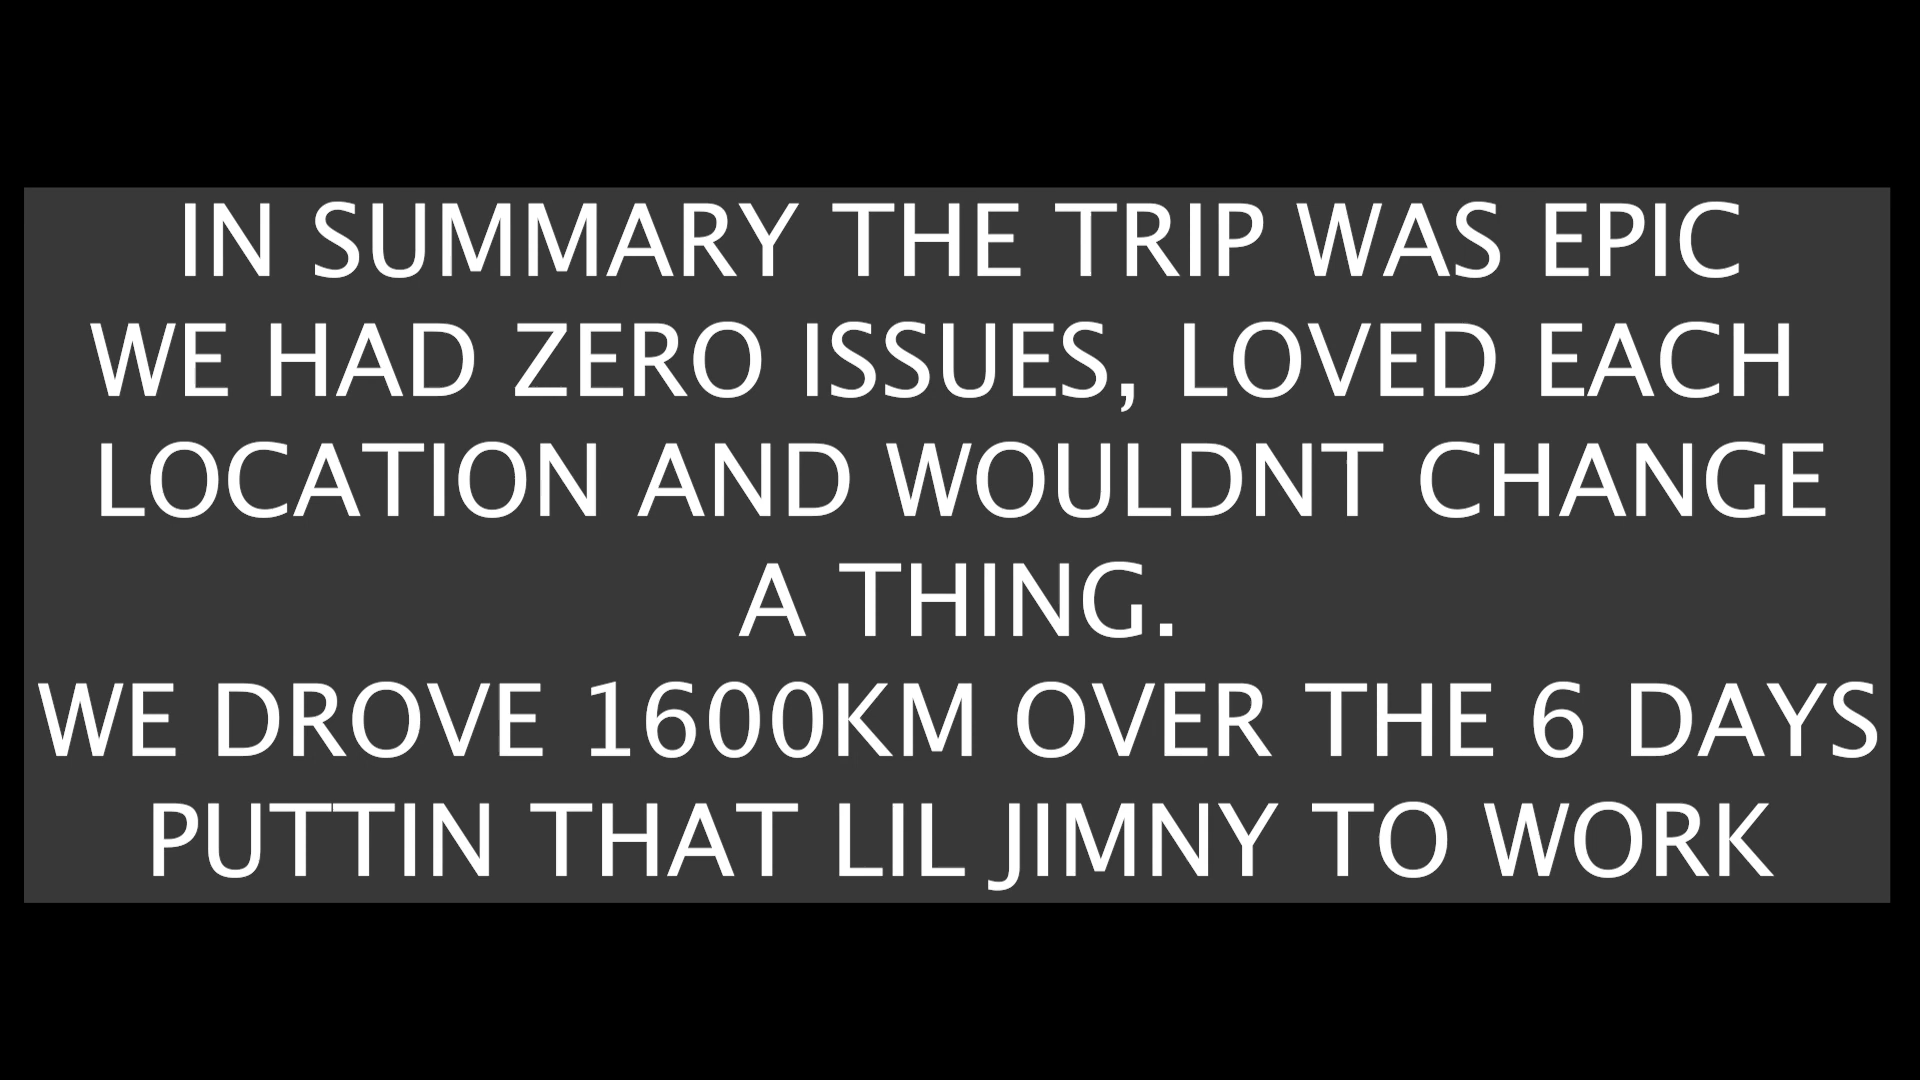 IN SUMMARY THE TRIP WAS EPIC
WE HAD ZERO ISSUES, LOVED EACH
LOCATION AND WOULDNT CHANGE
A THING.
WE DROVE 1600KM OVER THE 6 DAYS
PUTTIN THAT LIL JIMNY TO WORK